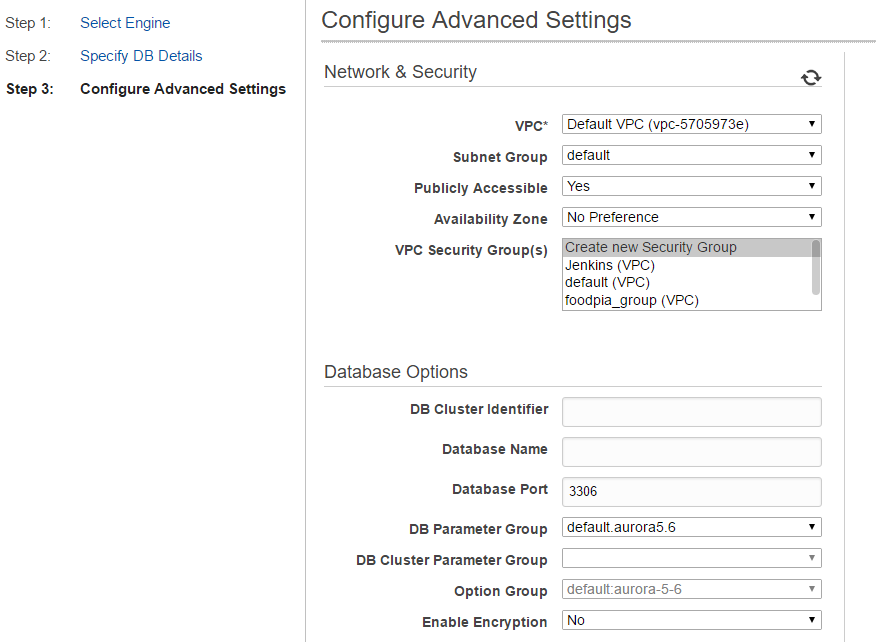 Step 1: Select Engine
Step 2: Specify DB Details
Step 3: Configure Advanced Settings
Configure Advanced Settings
Network & Security
VPC* Default VPC (vpc-5705973e)
Subnet Group default
Publicly Accessible Yes
Availability Zone No Preference
VPC Security Group(s) Create new Security Group
Jenkins (VPC)
default (VPC)
foodpia_group (VPC)
Database Options
DB Cluster Identifier
Database Name
Database Port 3306
DB Parameter Group default.aurora5.6
DB Cluster Parameter Group
Option Group default:aurora-5-6
Enable Encryption No